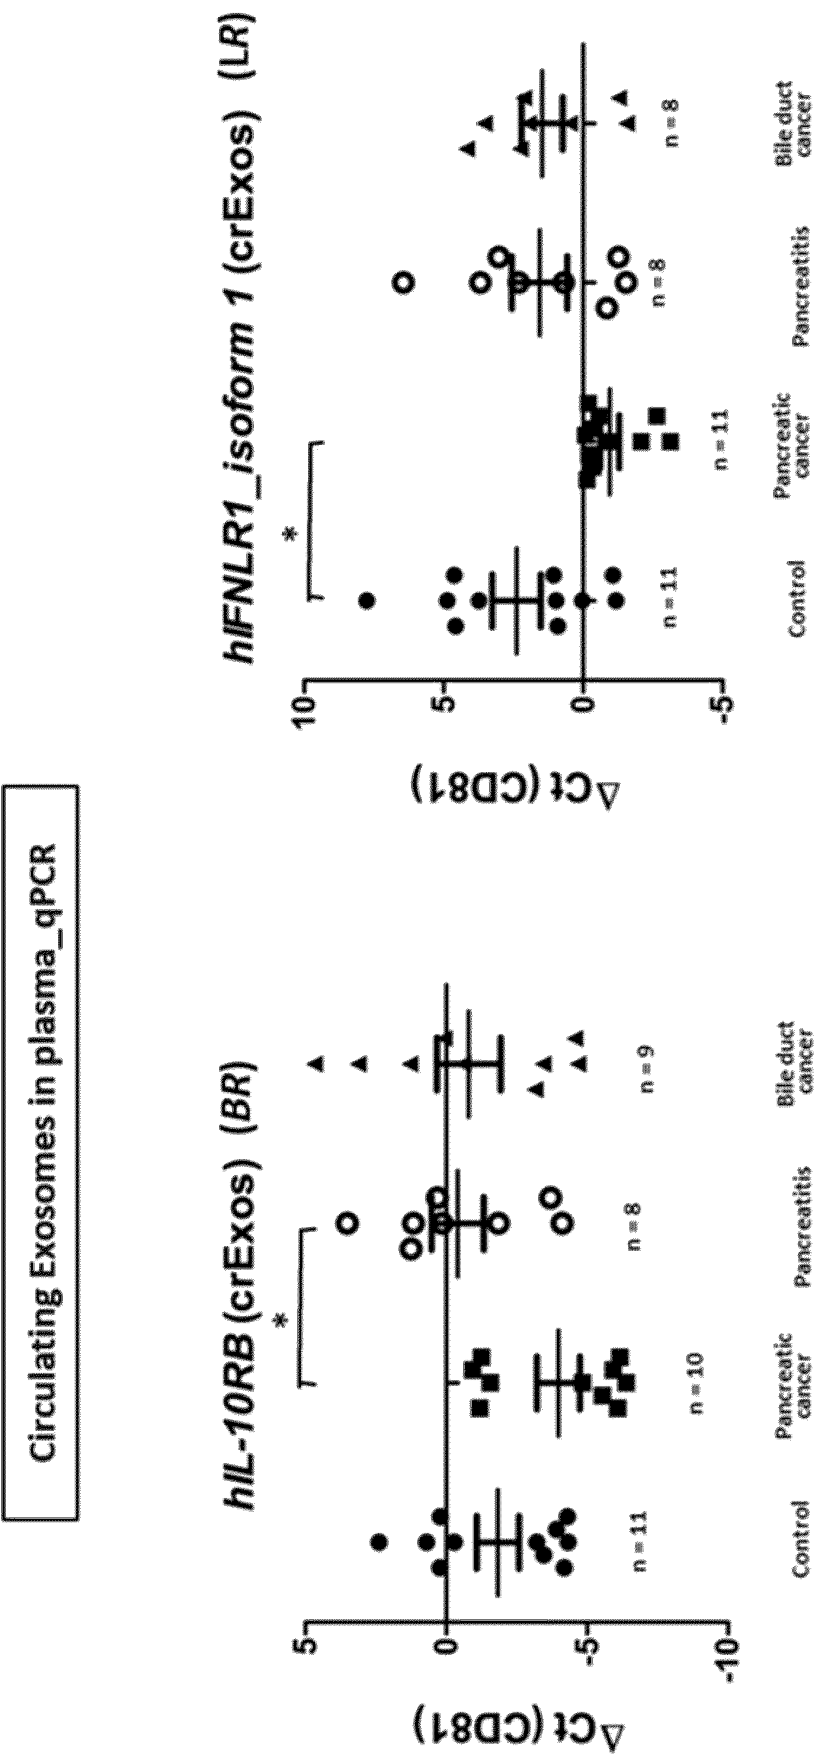 Circulating Exosomes in plasma_qPCR
hIL-10RB (crExos) (BR)
*
Δ Ct (CD81)
5
0
-5
-10
n = 11
n = 10
n = 8
n = 9
Control
Pancreatic
cancer
Pancreatitis
Bile duct
cancer
hIFNLR1_isoform 1 (crExos) (LR)
*
Δ Ct (CD81)
10
5
0
-5
n = 11
n = 11
n = 8
n = 8
Control
Pancreatic
cancer
Pancreatitis
Bile duct
cancer